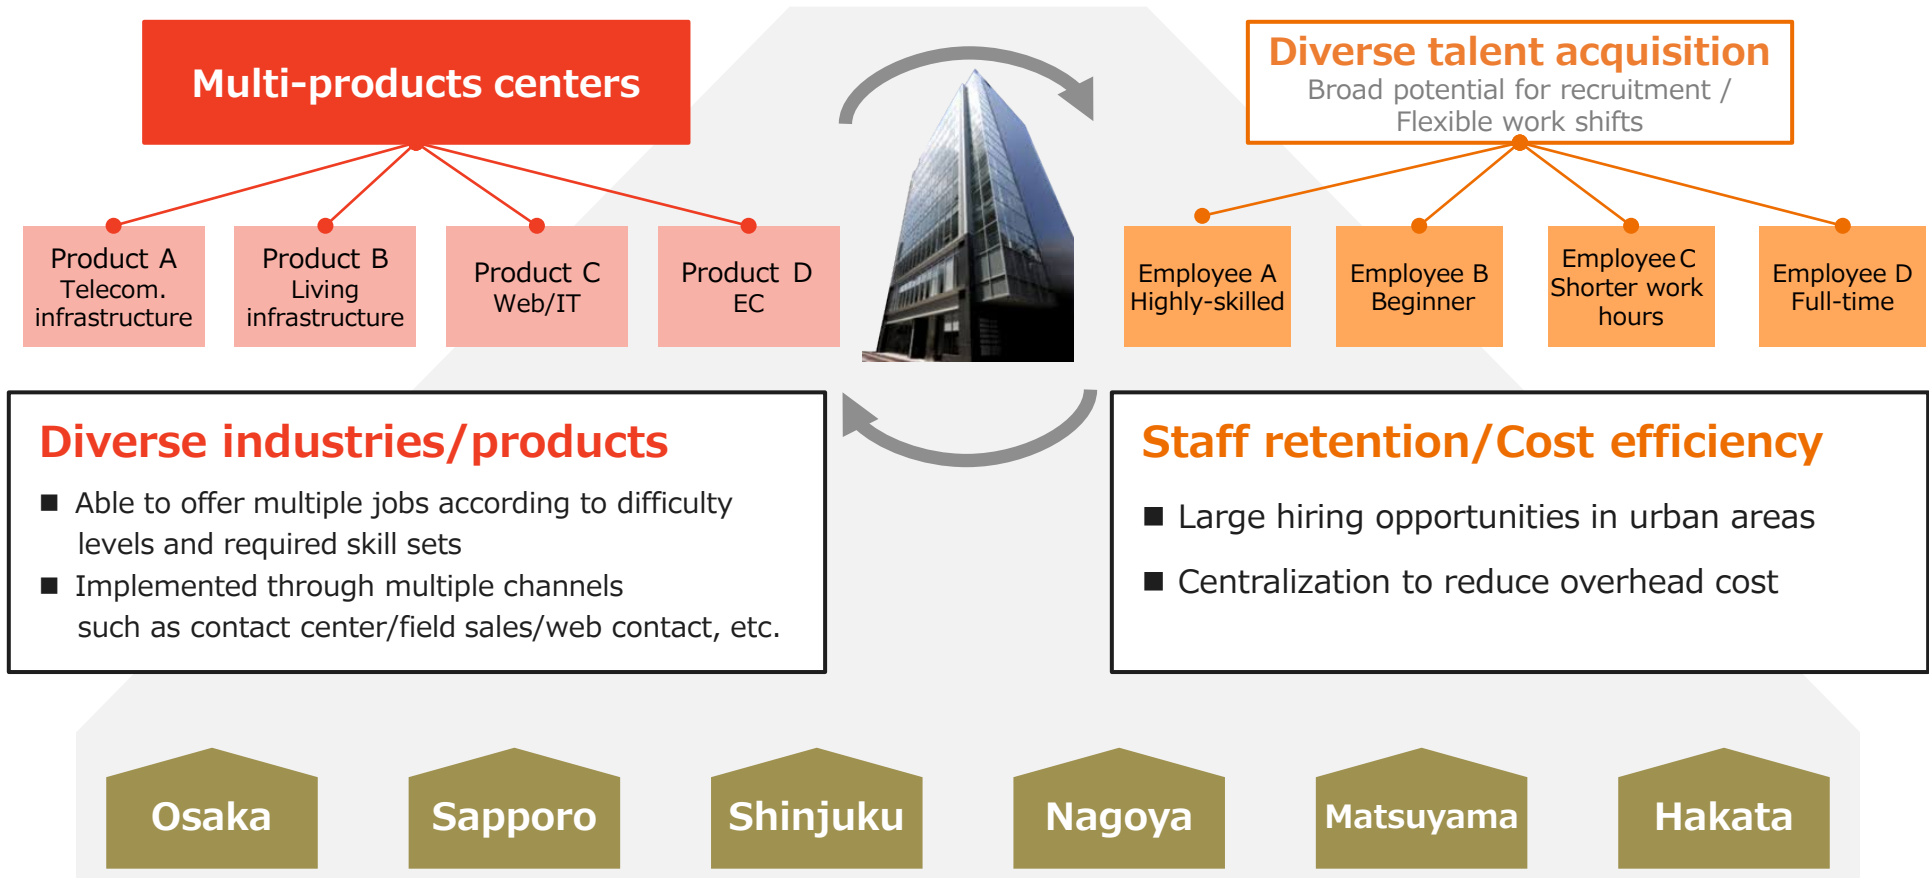 Multi-products centers
Diverse talent acquisition
Broad potential for recruitment /
Flexible work shifts
Product A
Telecom.
infrastructure
Product B
Living
infrastructure
Product C
Web/IT
Product D
EC
Employee A
Highly-skilled
Employee B
Beginner
Employee C
Shorter work
hours
Employee D
Full-time
Diverse industries/products
■ Able to offer multiple jobs according to difficulty
levels and required skill sets
■ Implemented through multiple channels
such as contact center/field sales/web contact, etc.
Staff retention/Cost efficiency
■ Large hiring opportunities in urban areas
■ Centralization to reduce overhead cost
Osaka
Sapporo
Shinjuku
Nagoya
Matsuyama
Hakata